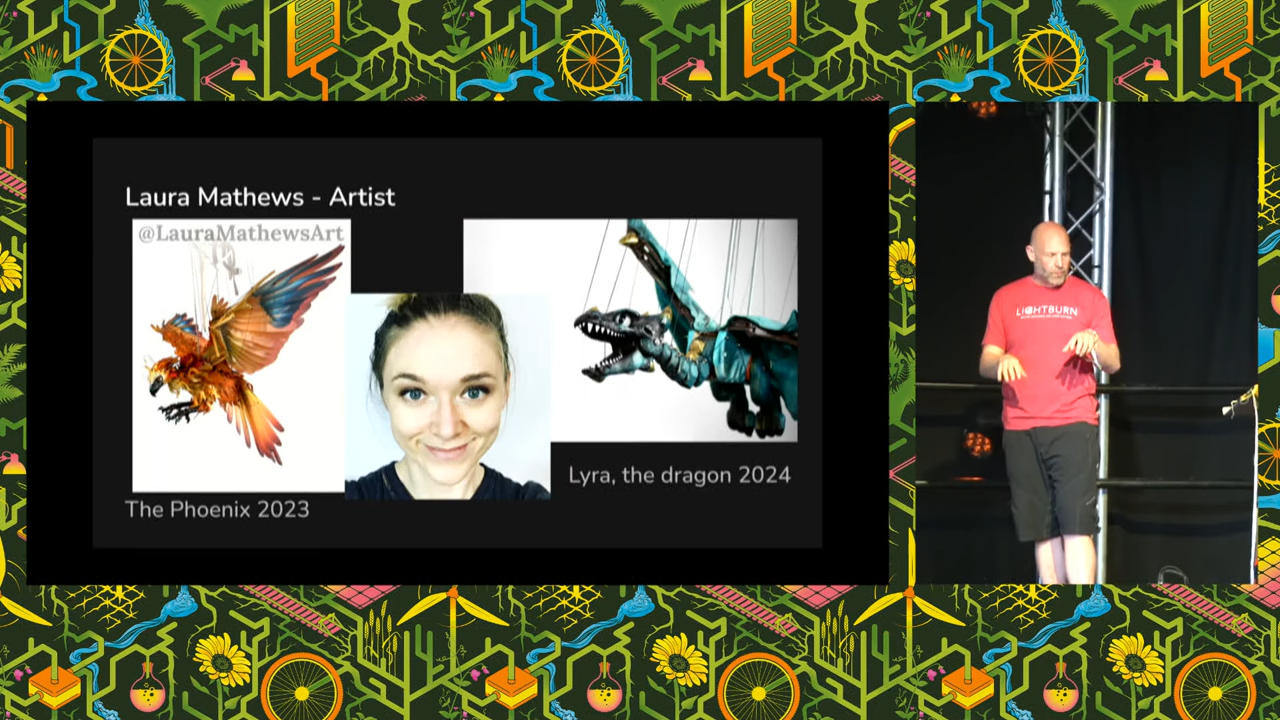 Laura Mathews - Artist
@LauraMathewsArt
Lyra, the dragon 2024
The Phoenix 2023
LIGHTBURN